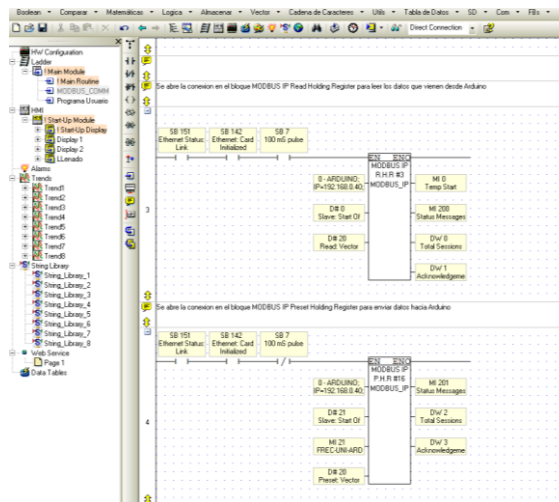 Boolean
Comparar
Matemáticas
Logica
Almacenar
Vector
Cadena de Caracteres
Utils
Tabla de Datos
SD
Com
FBs
Direct Connection
HW Configuration
Ladder
! Main Module
! Main Routine
MODBUS_COMM
Programa Usuario
HMI
! Start-Up Module
! Start-Up Display
Display 1
Display 2
LLenado
Alarms
Trends
Trend1
Trend2
Trend3
Trend4
Trend5
Trend6
Trend7
Trend8
String Library
String_Library_1
String_Library_2
String_Library_3
String_Library_4
String_Library_5
String_Library_6
String_Library_7
String_Library_8
Web Service
Page 1
Data Tables
Se abre la conexion en el bloque MODBUS IP Read Holding Register para leer los datos que vienen desde Arduino
3
SB 151
Ethernet Status:
Link
SB 142
Ethernet: Card
Initialized
SB 7
100 mS pulse
EN ENO
MODBUS IP
R.H.R #3
MODBUS_IP
0 - ARDUINO;
IP=192.168.0.40;
D# 0
Slave: Start Of
D# 20
Read: Vector
MI 0
Temp Start
MI 200
Status Messages
DW 0
Total Sessions
DW 1
Acknowledgeme
Se abre la conexion en el bloque MODBUS IP Preset Holding Register para enviar datos hacia Arduino
4
SB 151
Ethernet Status:
Link
SB 142
Ethernet: Card
Initialized
SB 7
100 mS pulse
EN ENO
MODBUS IP
P.H.R #16
MODBUS_IP
0 - ARDUINO;
IP=192.168.0.40;
D# 21
Slave: Start Of
MI 21
FREC-UNI-ARD
D# 20
Preset: Vector
MI 201
Status Messages
DW 2
Total Sessions
DW 3
Acknowledgeme